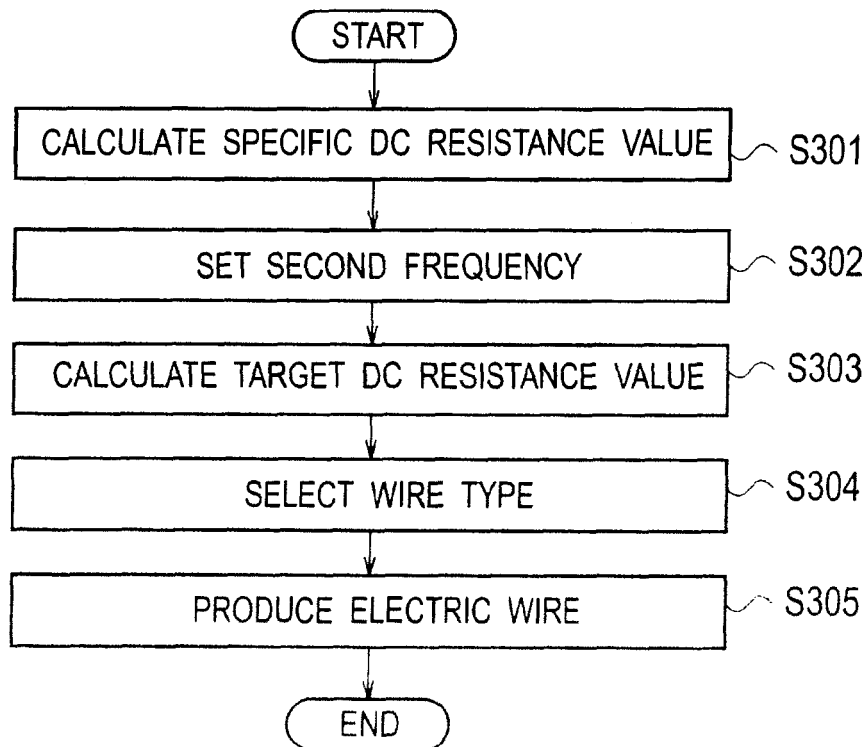 START
CALCULATE SPECIFIC DC RESISTANCE VALUE S301
SET SECOND FREQUENCY S302
CALCULATE TARGET DC RESISTANCE VALUE S303
SELECT WIRE TYPE S304
PRODUCE ELECTRIC WIRE S305
END